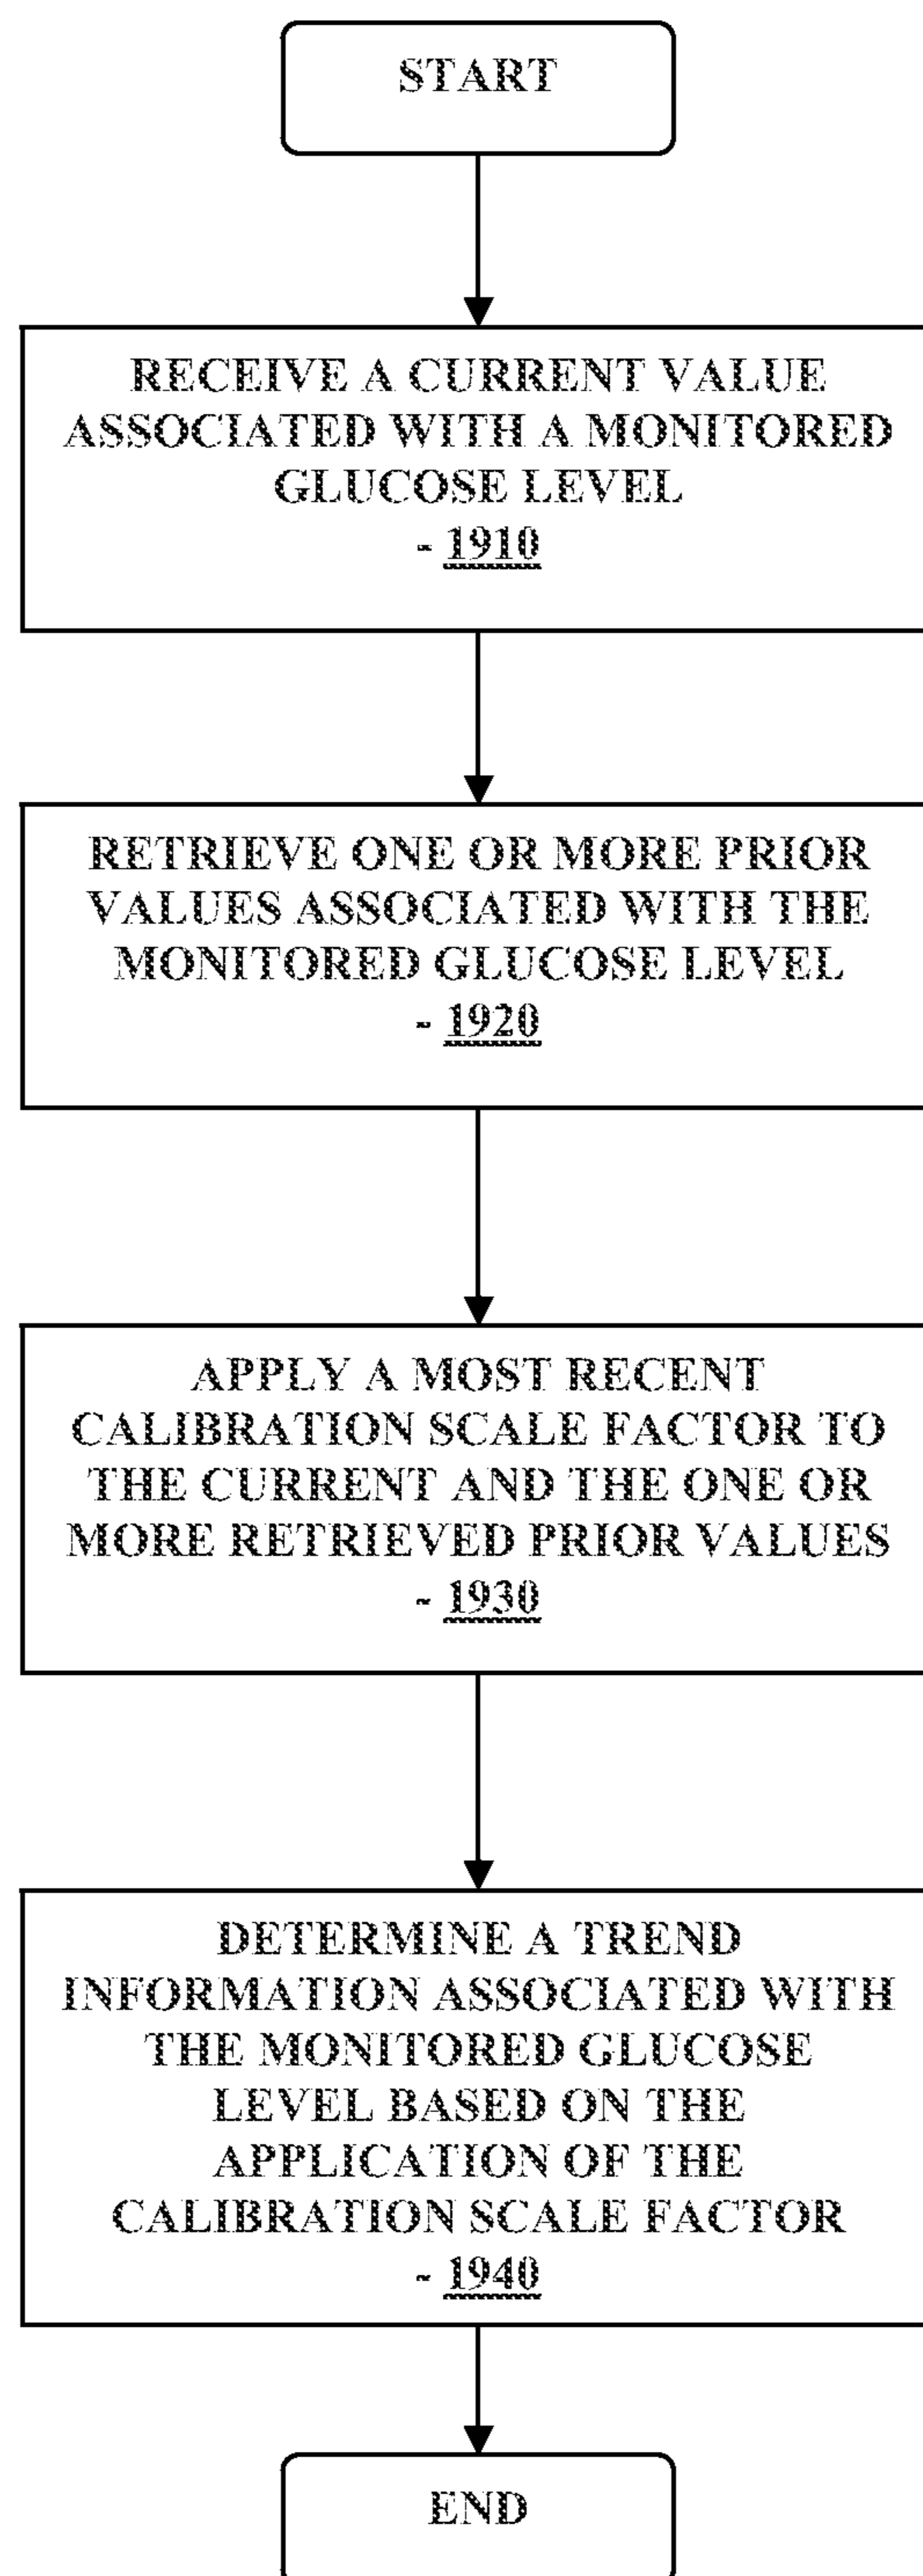 START
RECEIVE A CURRENT VALUE
ASSOCIATED WITH A MONITORED
GLUCOSE LEVEL
- 1910
RETRIEVE ONE OR MORE PRIOR
VALUES ASSOCIATED WITH THE
MONITORED GLUCOSE LEVEL
- 1920
APPLY A MOST RECENT
CALIBRATION SCALE FACTOR TO
THE CURRENT AND THE ONE OR
MORE RETRIEVED PRIOR VALUES
- 1930
DETERMINE A TREND
INFORMATION ASSOCIATED WITH
THE MONITORED GLUCOSE
LEVEL BASED ON THE
APPLICATION OF THE
CALIBRATION SCALE FACTOR
- 1940
END